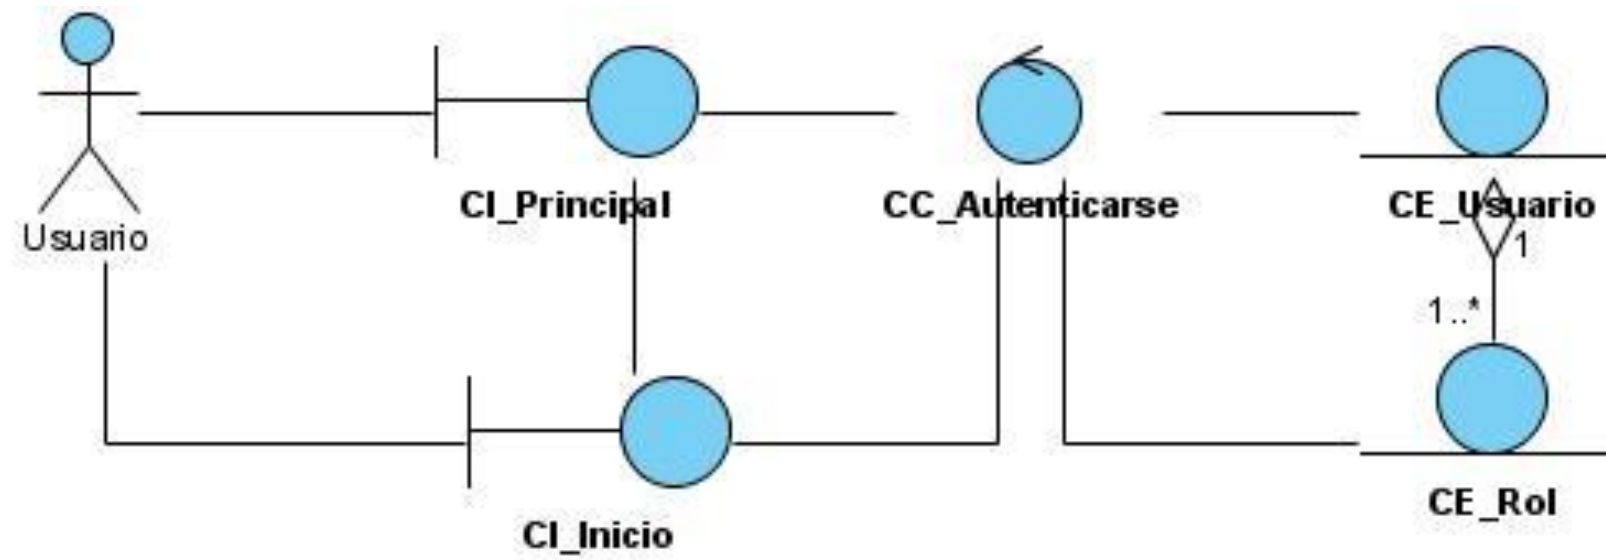 CI_Principal
CC_Autenticarse
CE_Usuario
Usuario
1
1..*
CE_Rol
CI_Inicio